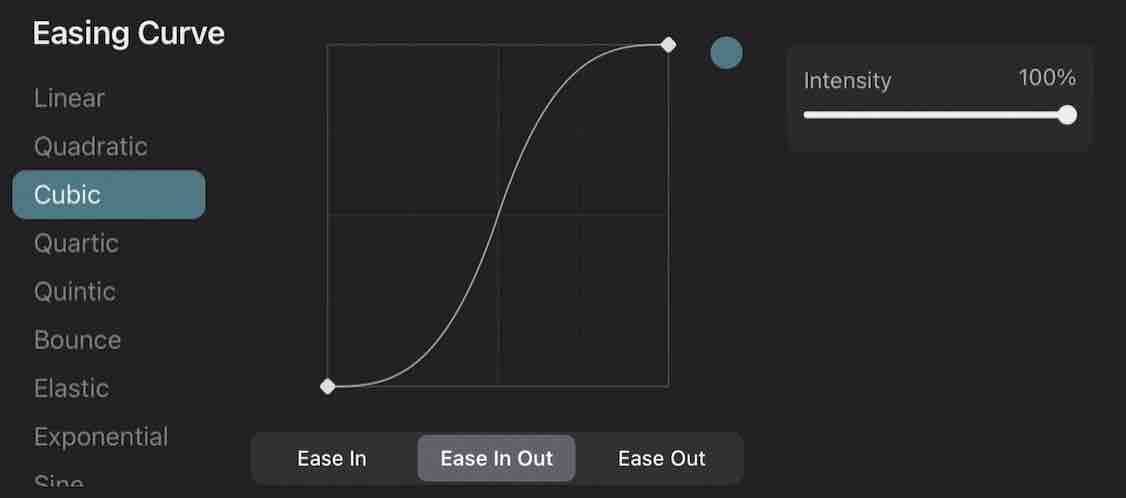 Easing Curve
Linear
Quadratic
Cubic
Quartic
Quintic
Bounce
Elastic
Exponential
Sine
Ease In
Ease In Out
Ease Out
Intensity
100%